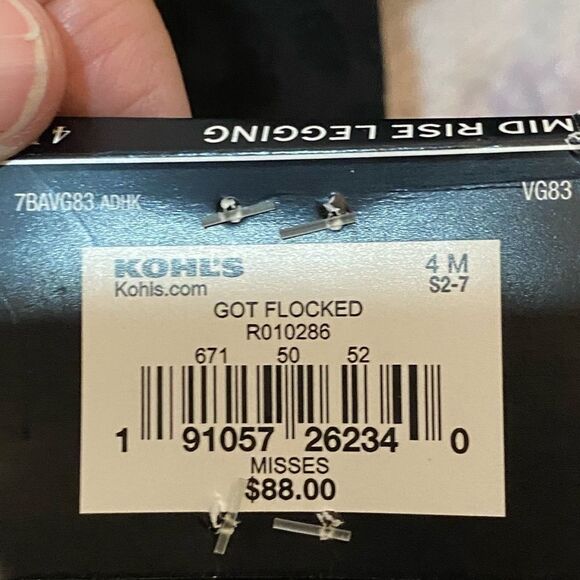 MID RISE LEGGING
4
7BAVG83 ADHK
VG83
KOHL'S
4 M
Kohls.com
S2-7
GOT FLOCKED
R010286
671 50 52
1 91057 26234 0
MISSES
$88.00